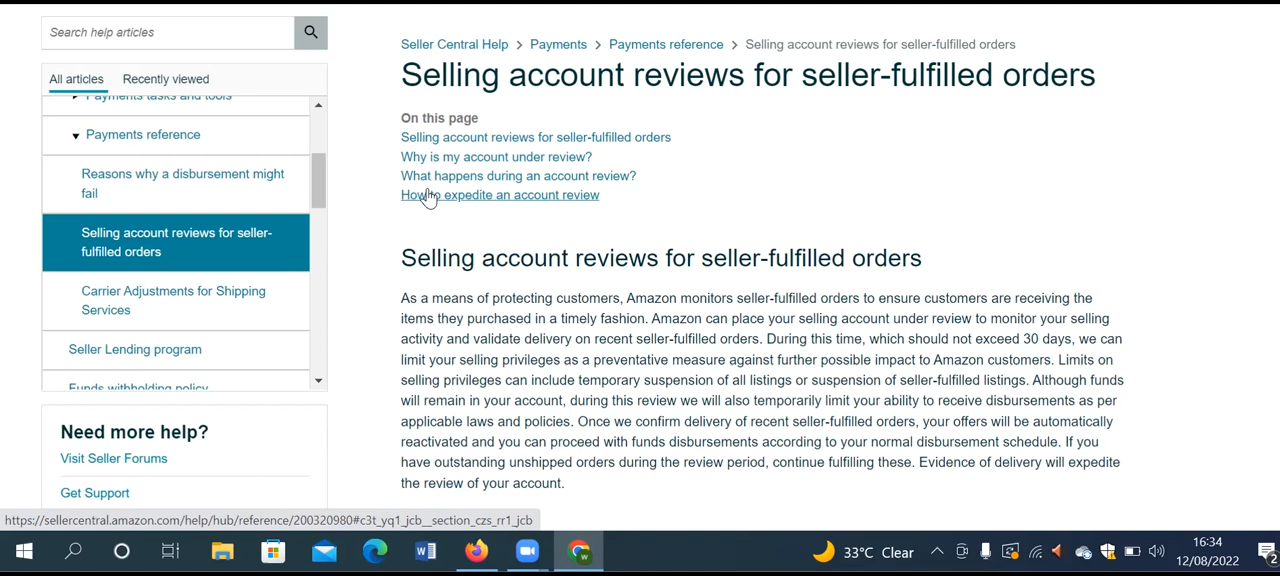 Search help articles
All articles Recently viewed
Payments tasks and tools
Payments reference
Reasons why a disbursement might
fail
Selling account reviews for seller-
fulfilled orders
Carrier Adjustments for Shipping
Services
Seller Lending program
Funds withholding policy
Need more help?
Visit Seller Forums
Get Support
Seller Central Help > Payments > Payments reference > Selling account reviews for seller-fulfilled orders
Selling account reviews for seller-fulfilled orders
On this page
Selling account reviews for seller-fulfilled orders
Why is my account under review?
What happens during an account review?
How to expedite an account review
Selling account reviews for seller-fulfilled orders
As a means of protecting customers, Amazon monitors seller-fulfilled orders to ensure customers are receiving the
items they purchased in a timely fashion. Amazon can place your selling account under review to monitor your selling
activity and validate delivery on recent seller-fulfilled orders. During this time, which should not exceed 30 days, we can
limit your selling privileges as a preventative measure against further possible impact to Amazon customers. Limits on
selling privileges can include temporary suspension of all listings or suspension of seller-fulfilled listings. Although funds
will remain in your account, during this review we will also temporarily limit your ability to receive disbursements as per
applicable laws and policies. Once we confirm delivery of recent seller-fulfilled orders, your offers will be automatically
reactivated and you can proceed with funds disbursements according to your normal disbursement schedule. If you
have outstanding unshipped orders during the review period, continue fulfilling these. Evidence of delivery will expedite
the review of your account.
https://sellercentral.amazon.com/help/hub/reference/200320980#c3t_yq1_jcb__section_czs_rr1_jcb
33°C Clear
16:34
12/08/2022
2